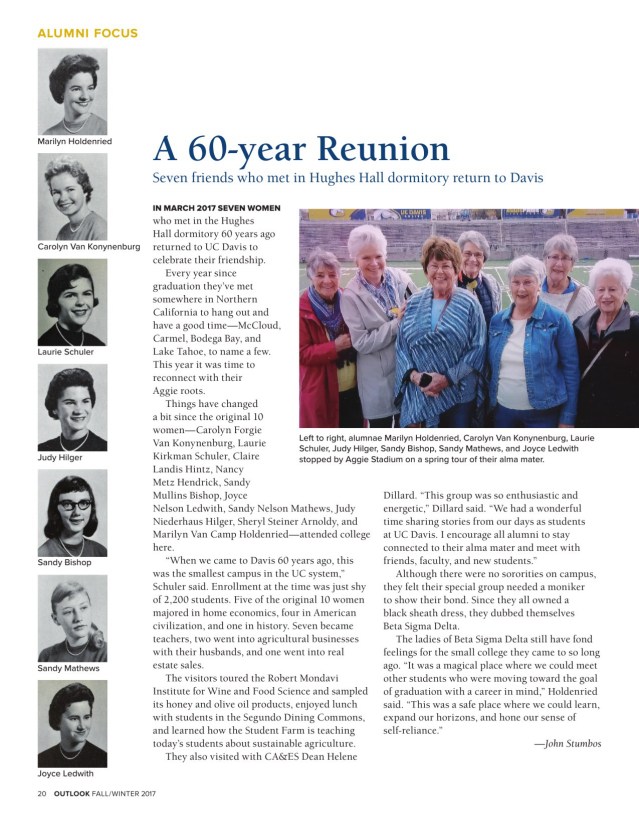 ALUMNI FOCUS
Marilyn Holdenried
Carolyn Van Konynenburg
Laurie Schuler
Judy Hilger
Sandy Bishop
Sandy Mathews
Joyce Ledwith
A 60-year Reunion
Seven friends who met in Hughes Hall dormitory return to Davis
IN MARCH 2017 SEVEN WOMEN
who met in the Hughes
Hall dormitory 60 years ago
returned to UC Davis to
celebrate their friendship.
Every year since
graduation they've met
somewhere in Northern
California to hang out and
have a good time—McCloud,
Carmel, Bodega Bay, and
Lake Tahoe, to name a few.
This year it was time to
reconnect with their
Aggie roots.
Things have changed
a bit since the original 10
women—Carolyn Forgie
Van Konynenburg, Laurie
Kirkman Schuler, Claire
Landis Hintz, Nancy
Metz Hendrick, Sandy
Mullins Bishop, Joyce
Nelson Ledwith, Sandy Nelson Mathews, Judy
Niederhaus Hilger, Sheryl Steiner Arnoldy, and
Marilyn Van Camp Holdenried—attended college
here.
"When we came to Davis 60 years ago, this
was the smallest campus in the UC system,"
Schuler said. Enrollment at the time was just shy
of 2,200 students. Five of the original 10 women
majored in home economics, four in American
civilization, and one in history. Seven became
teachers, two went into agricultural businesses
with their husbands, and one went into real
estate sales.
The visitors toured the Robert Mondavi
Institute for Wine and Food Science and sampled
its honey and olive oil products, enjoyed lunch
with students in the Segundo Dining Commons,
and learned how the Student Farm is teaching
today's students about sustainable agriculture.
They also visited with CA&ES Dean Helene
UC DAVIS
Left to right, alumnae Marilyn Holdenried, Carolyn Van Konynenburg, Laurie
Schuler, Judy Hilger, Sandy Bishop, Sandy Mathews, and Joyce Ledwith
stopped by Aggie Stadium on a spring tour of their alma mater.
Dillard. "This group was so enthusiastic and
energetic," Dillard said. "We had a wonderful
time sharing stories from our days as students
at UC Davis. I encourage all alumni to stay
connected to their alma mater and meet with
friends, faculty, and new students."
Although there were no sororities on campus,
they felt their special group needed a moniker
to show their bond. Since they all owned a
black sheath dress, they dubbed themselves
Beta Sigma Delta.
The ladies of Beta Sigma Delta still have fond
feelings for the small college they came to so long
ago. "It was a magical place where we could meet
other students who were moving toward the goal
of graduation with a career in mind," Holdenried
said. "This was a safe place where we could learn,
expand our horizons, and hone our sense of
self-reliance."
—John Stumbos
20 OUTLOOK FALL/WINTER 2017